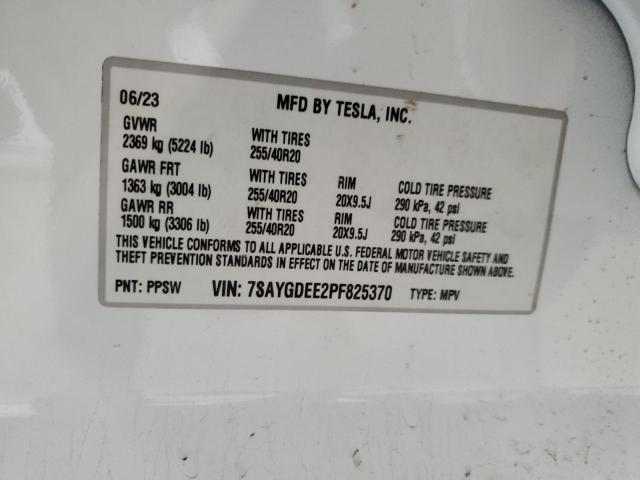 06/23 MFD BY TESLA, INC.
GVWR WITH TIRES
2369 kg (5224 lb) 255/40R20
GAWR FRT WITH TIRES RIM COLD TIRE PRESSURE
1363 kg (3004 lb) 255/40R20 20X9.5J 290 kPa, 42 psi
GAWR RR WITH TIRES RIM COLD TIRE PRESSURE
1500 kg (3306 lb) 255/40R20 20X9.5J 290 kPa, 42 psi
THIS VEHICLE CONFORMS TO ALL APPLICABLE U.S. FEDERAL MOTOR VEHICLE SAFETY AND
THEFT PREVENTION STANDARDS IN EFFECT ON THE DATE OF MANUFACTURE SHOWN ABOVE.
PNT: PPSW VIN: 7SAYGDEE2PF825370 TYPE: MPV